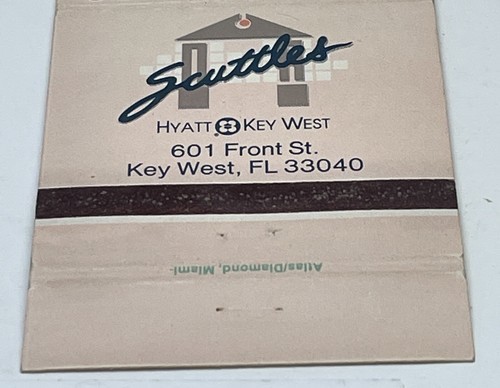 Scuttles
HYATT KEY WEST
601 Front St.
Key West, FL 33040
Atlas/Diamond, Miami